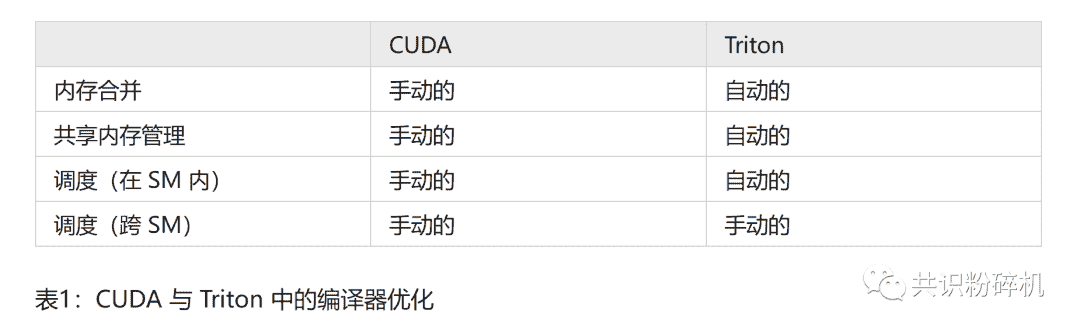 CUDA Triton
内存合并 手动的 自动的
共享内存管理 手动的 自动的
调度（在 SM 内） 手动的 自动的
调度（跨 SM） 手动的 手动的
表1：CUDA 与 Triton 中的编译器优化
共识粉碎机